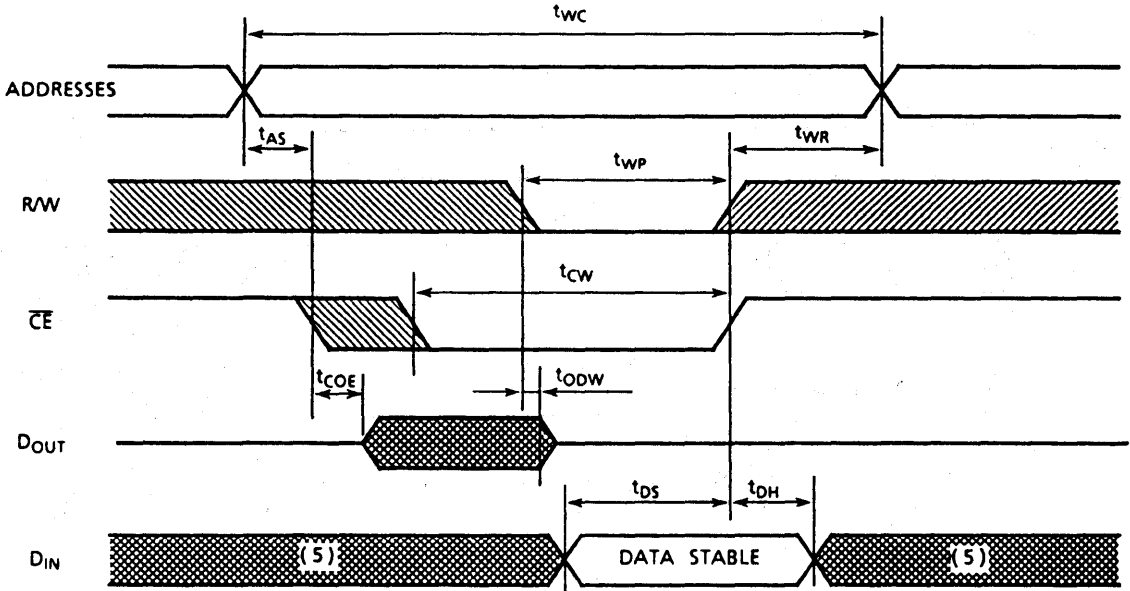 tWC
ADDRESSES
tAS
tWR
tWP
R/W
tCW
CE
tCOE
tODW
DOUT
tDS
tDH
DIN
(5)
DATA STABLE
(5)